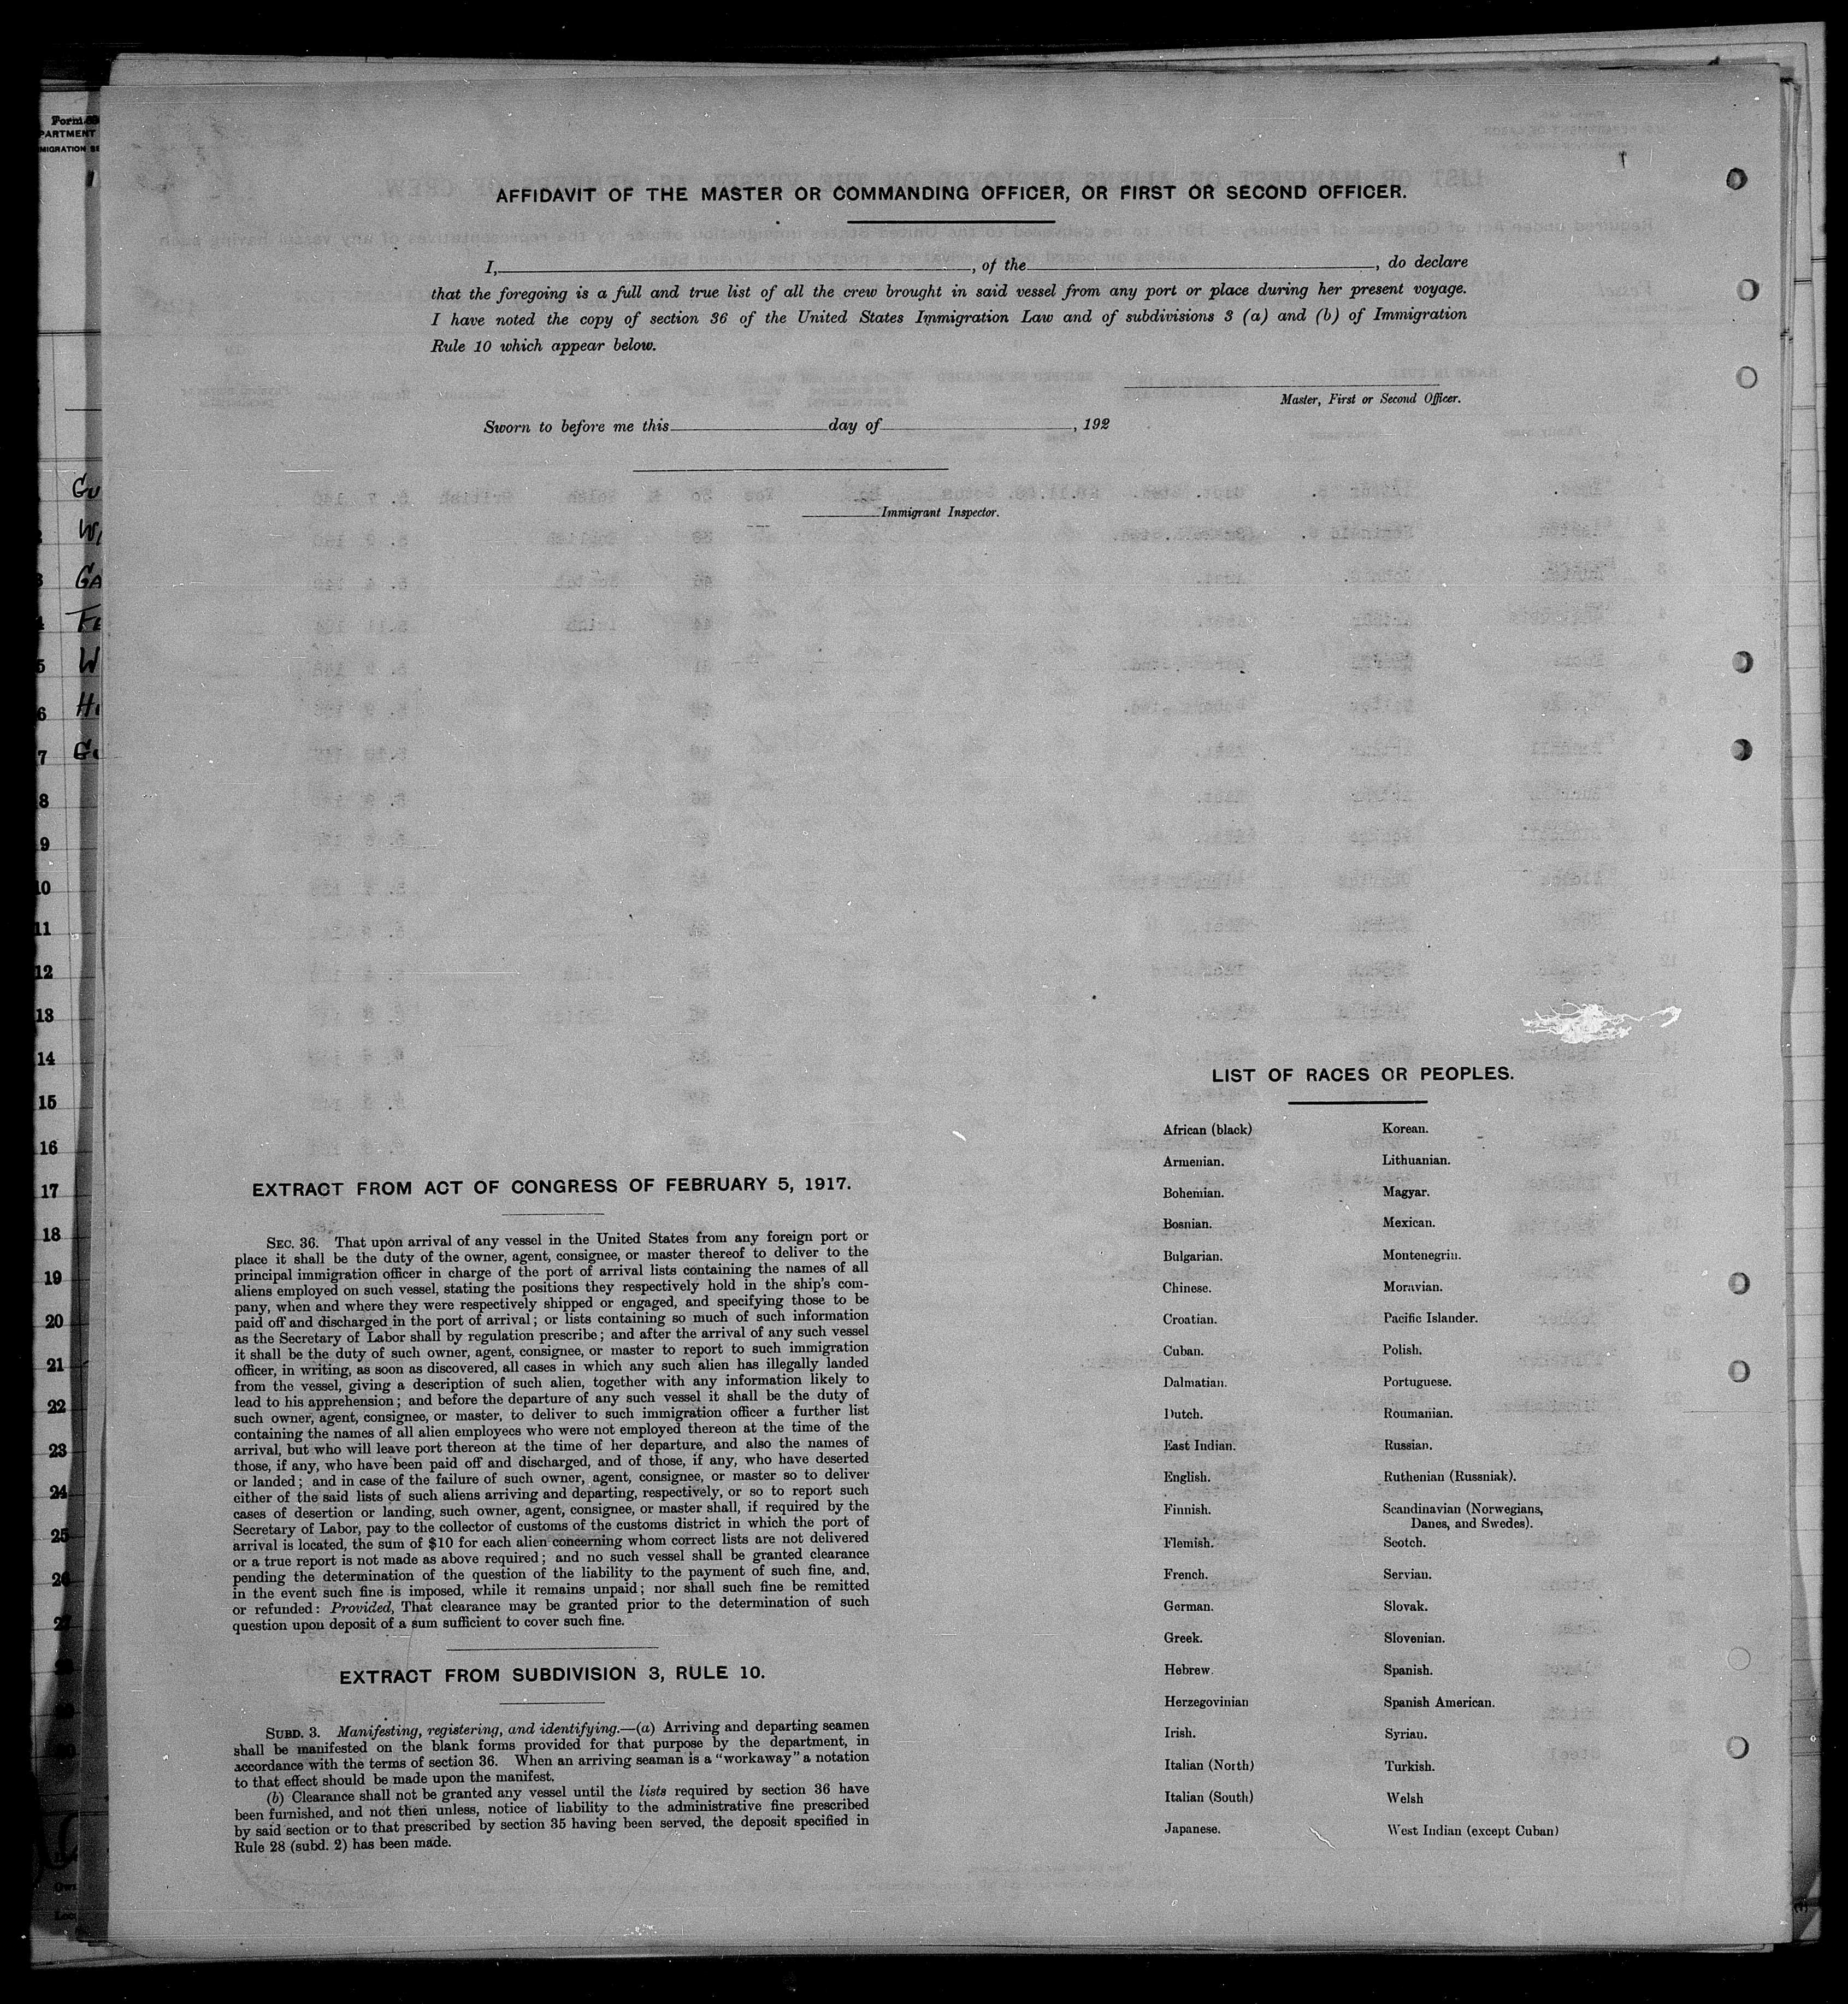 AFFIDAVIT OF THE MASTER OR COMMANDING OFFICER, OR FIRST OR SECOND OFFICER.
I, , of the , do declare
that the foregoing is a full and true list of all the crew brought in said vessel from any port or place during her present voyage.
I have noted the copy of section 36 of the United States Immigration Law and of subdivisions 3 (a) and (b) of Immigration
Rule 10 which appear below.
Master, First or Second Officer.
Sworn to before me this day of , 192
Immigrant Inspector.
EXTRACT FROM ACT OF CONGRESS OF FEBRUARY 5, 1917.
SEC. 36. That upon arrival of any vessel in the United States from any foreign port or
place it shall be the duty of the owner, agent, consignee, or master thereof to deliver to the
principal immigration officer in charge of the port of arrival lists containing the names of all
aliens employed on such vessel, stating the positions they respectively hold in the ship's com-
pany, when and where they were respectively shipped or engaged, and specifying those to be
paid off and discharged in the port of arrival; or lists containing so much of such information
as the Secretary of Labor shall by regulation prescribe; and after the arrival of any such vessel
it shall be the duty of such owner, agent, consignee, or master to report to such immigration
officer, in writing, as soon as discovered, all cases in which any such alien has illegally landed
from the vessel, giving a description of such alien, together with any information likely to
lead to his apprehension; and before the departure of any such vessel it shall be the duty of
such owner, agent, consignee, or master, to deliver to such immigration officer a further list
containing the names of all alien employees who were not employed thereon at the time of the
arrival, but who will leave port thereon at the time of her departure, and also the names of
those, if any, who have been paid off and discharged, and of those, if any, who have deserted
or landed; and in case of the failure of such owner, agent, consignee, or master so to deliver
either of the said lists of such aliens arriving and departing, respectively, or so to report such
cases of desertion or landing, such owner, agent, consignee, or master shall, if required by the
Secretary of Labor, pay to the collector of customs of the customs district in which the port of
arrival is located, the sum of $10 for each alien concerning whom correct lists are not delivered
or a true report is not made as above required; and no such vessel shall be granted clearance
pending the determination of the question of the liability to the payment of such fine, and,
in the event such fine is imposed, while it remains unpaid; nor shall such fine be remitted
or refunded: Provided, That clearance may be granted prior to the determination of such
question upon deposit of a sum sufficient to cover such fine.
EXTRACT FROM SUBDIVISION 3, RULE 10.
SUBD. 3. Manifesting, registering, and identifying.—(a) Arriving and departing seamen
shall be manifested on the blank forms provided for that purpose by the department, in
accordance with the terms of section 36. When an arriving seaman is a "workaway" a notation
to that effect should be made upon the manifest.
(b) Clearance shall not be granted any vessel until the lists required by section 36 have
been furnished, and not then unless, notice of liability to the administrative fine prescribed
by said section or to that prescribed by section 35 having been served, the deposit specified in
Rule 28 (subd. 2) has been made.
LIST OF RACES OR PEOPLES.
African (black)
Armenian.
Bohemian.
Bosnian.
Bulgarian.
Chinese.
Croatian.
Cuban.
Dalmatian.
Dutch.
East Indian.
English.
Finnish.
Flemish.
French.
German.
Greek.
Hebrew.
Herzegovinian
Irish.
Italian (North)
Italian (South)
Japanese.
Korean.
Lithuanian.
Magyar.
Mexican.
Montenegrin.
Moravian.
Pacific Islander.
Polish.
Portuguese.
Roumanian.
Russian.
Ruthenian (Russniak).
Scandinavian (Norwegians,
Danes, and Swedes).
Scotch.
Servian.
Slovak.
Slovenian.
Spanish.
Spanish American.
Syrian.
Turkish.
Welsh
West Indian (except Cuban)